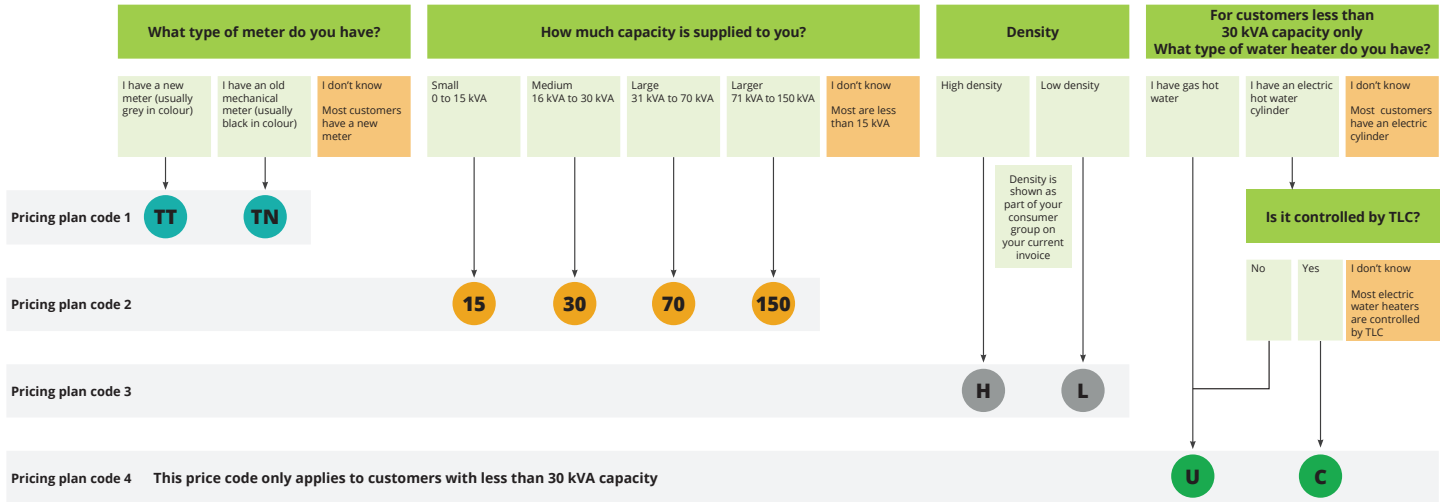 What type of meter do you have?
I have a new
meter (usually
grey in colour)
I have an old
mechanical
meter (usually
black in colour)
I don't know
Most customers
have a new
meter
How much capacity is supplied to you?
Small
0 to 15 kVA
Medium
16 kVA to 30 kVA
Large
31 kVA to 70 kVA
Larger
71 kVA to 150 kVA
I don't know
Most are less
than 15 kVA
Density
High density
Low density
Density is
shown as
part of your
consumer
group on
your current
invoice
For customers less than
30 kVA capacity only
What type of water heater do you have?
I have gas hot
water
I have an electric
hot water
cylinder
I don't know
Most customers
have an electric
cylinder
Is it controlled by TLC?
No
Yes
I don't know
Most electric
water heaters
are controlled
by TLC
Pricing plan code 1
TT
TN
Pricing plan code 2
15
30
70
150
Pricing plan code 3
H
L
Pricing plan code 4 This price code only applies to customers with less than 30 kVA capacity
U
C